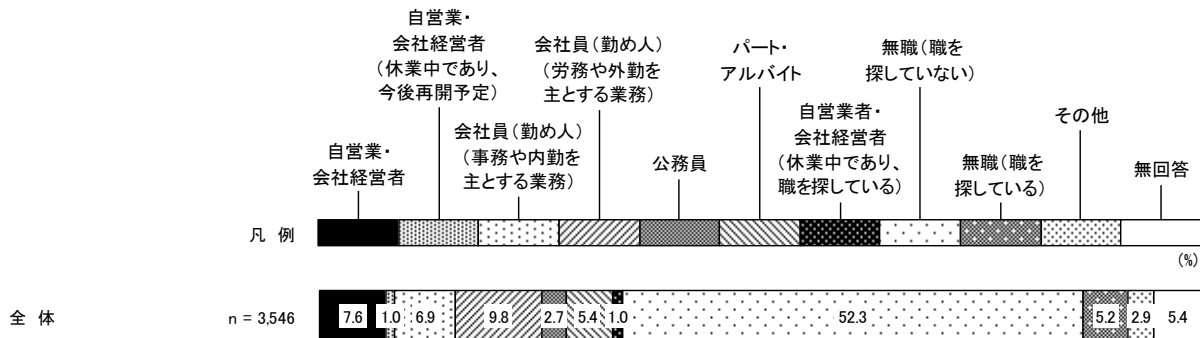 自営業・
会社経営者
自営業・
会社経営者
（休業中であり、
今後再開予定）
会社員（勤め人）
（事務や内勤を
主とする業務）
会社員（勤め人）
（労務や外勤を
主とする業務）
公務員
パート・
アルバイト
自営業者・
会社経営者
（休業中であり、
職を探している）
無職（職を
探していない）
無職（職を
探している）
その他
無回答
凡 例
(%)
全 体
n = 3,546
7.6 1.0 6.9 9.8 2.7 5.4 1.0 52.3 5.2 2.9 5.4